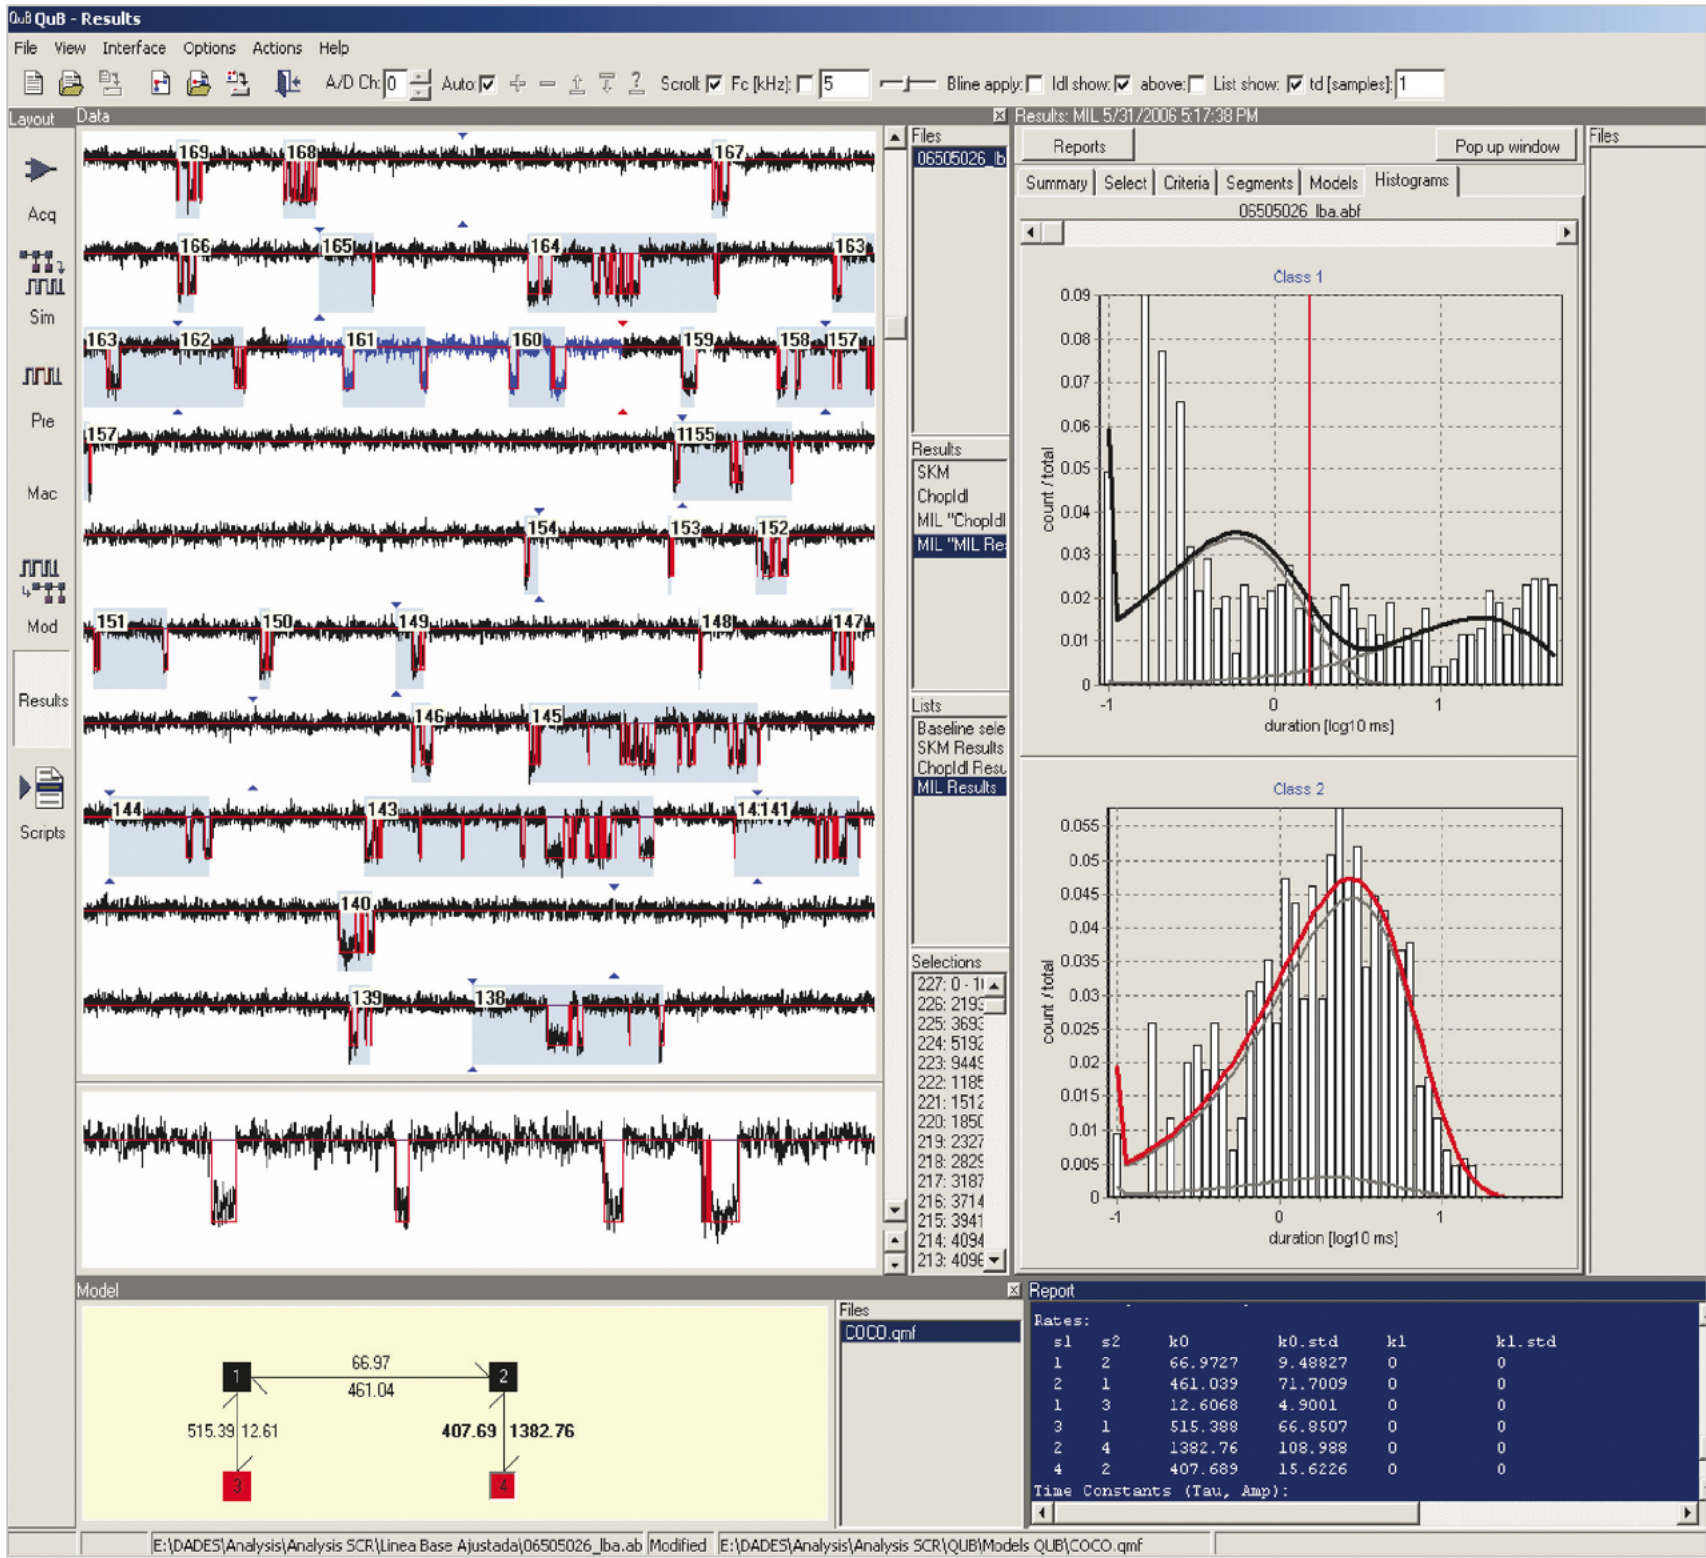 QuB QuB - Results
File View Interface Options Actions Help
A/D Ch: 0 Auto: Scroll: Fc [kHz]: 5 Bline apply: Idl show: above: List show: td [samples]: 1
Layout
Acq
Sim
Pre
Mac
Mod
Results
Scripts
Data
169 168 167
166 165 164 163
163 162 161 160 159 158 157
157 1155
154 153 152
151 150 149 148 147
146 145
144 143 14 141
140
139 138
Files
06505026_lb
Results
SKM
ChopIdl
MIL "ChopIdl
MIL "MIL Re
Lists
Baseline sele
SKM Results
ChopIdl Resu
MIL Results
Selections
227: 0 - 1
226: 2193
225: 3693
224: 5192
223: 9449
222: 1185
221: 1512
220: 1850
219: 2327
218: 2829
217: 3187
216: 3714
215: 3941
214: 4094
213: 4096
Results: MIL 5/31/2006 5:17:38 PM
Reports Pop up window
Summary Select Criteria Segments Models Histograms
06505026_lba.abf
Class 1
count / total
0.09
0.08
0.07
0.06
0.05
0.04
0.03
0.02
0.01
0
-1 0 1
duration [log10 ms]
Class 2
count / total
0.055
0.05
0.045
0.04
0.035
0.03
0.025
0.02
0.015
0.01
0.005
0
-1 0 1
duration [log10 ms]
Files
Model
66.97
1 2
461.04
515.39 12.61 407.69 1382.76
3 4
Files
COCO.qmf
Report
Rates:
s1 s2 k0 k0.std k1 k1.std
1 2 66.9727 9.48827 0 0
2 1 461.039 71.7009 0 0
1 3 12.6068 4.9001 0 0
3 1 515.388 66.8507 0 0
2 4 1382.76 108.988 0 0
4 2 407.689 15.6226 0 0
Time Constants (Tau, Amp):
E:\DADES\Analysis\Analysis SCR\Linea Base Ajustada\06505026_lba.ab Modified E:\DADES\Analysis\Analysis SCR\QUB\Models QUB\COCO.qmf